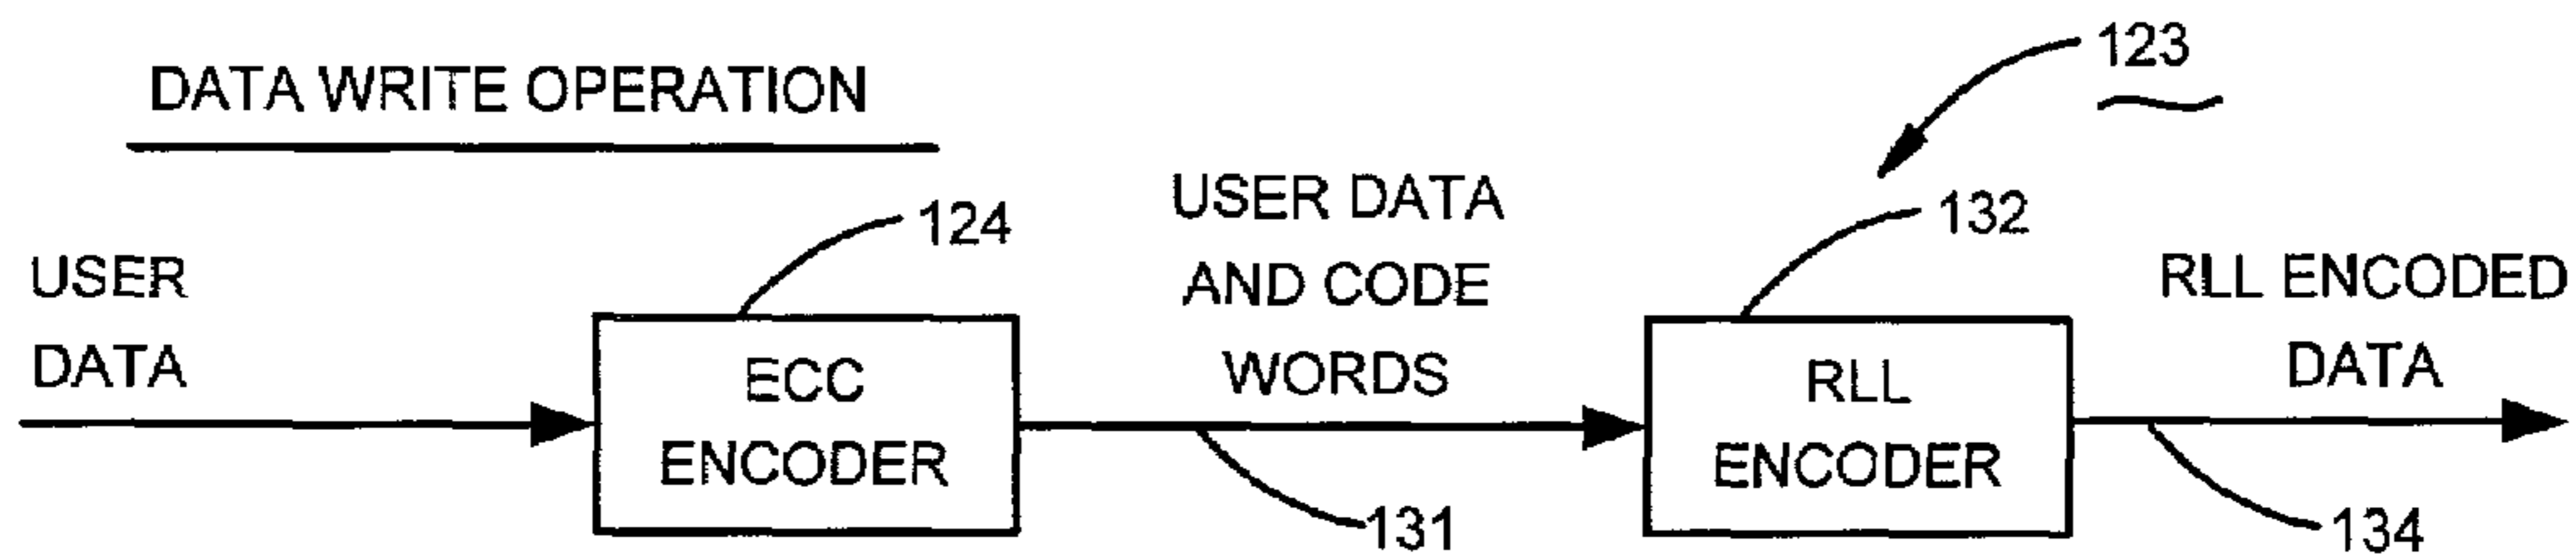 DATA WRITE OPERATION
123
124
USER DATA
AND CODE
WORDS
132
USER
DATA
RLL ENCODED
DATA
ECC
ENCODER
RLL
ENCODER
131
134